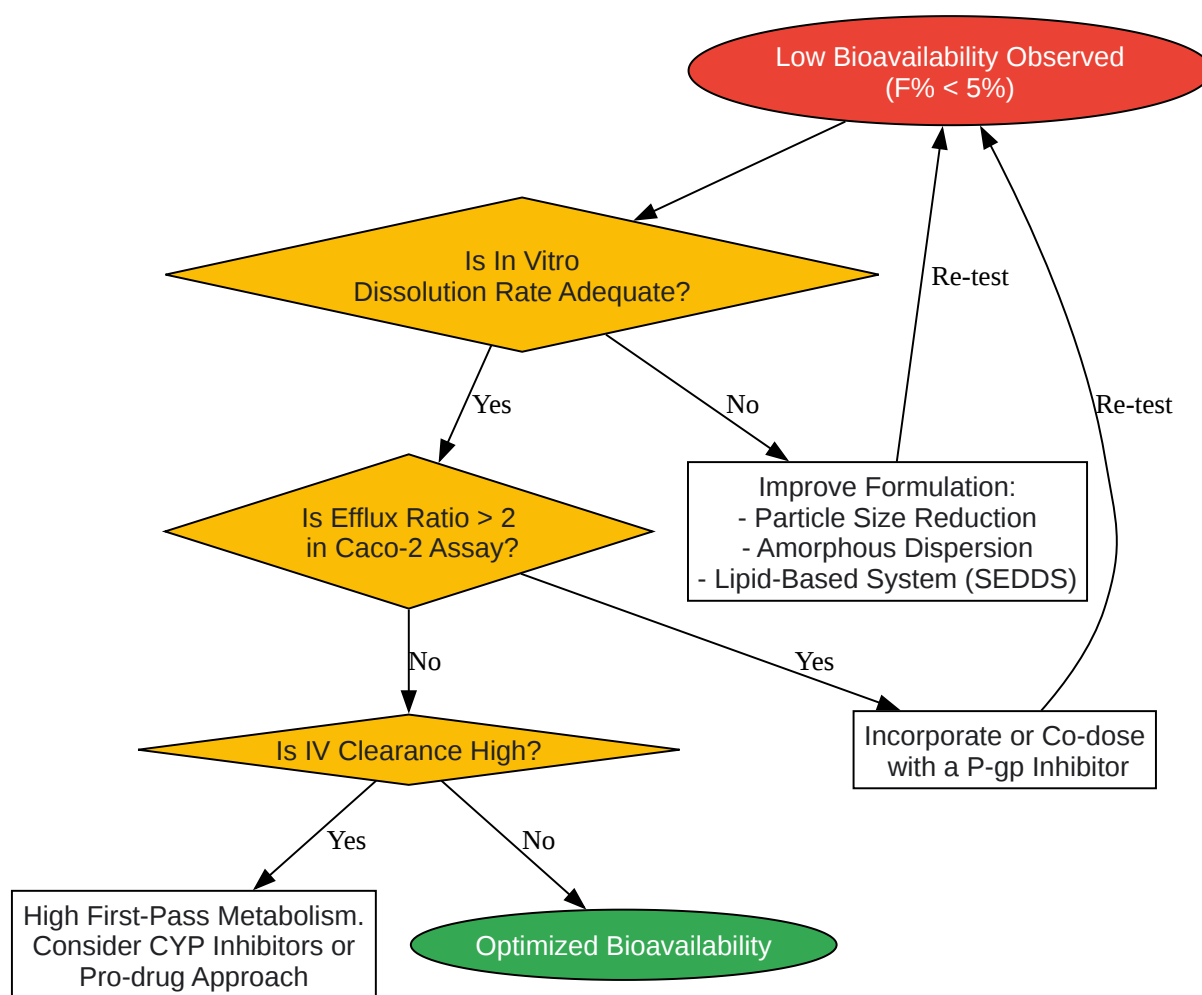 Low Bioavailability Observed
(F% < 5%)
Is In Vitro
Dissolution Rate Adequate?
Re-test
Yes
No
Re-test
Is Efflux Ratio > 2
in Caco-2 Assay?
Improve Formulation:
- Particle Size Reduction
- Amorphous Dispersion
- Lipid-Based System (SEDDS)
No
Yes
Is IV Clearance High?
Incorporate or Co-dose
with a P-gp Inhibitor
Yes
No
High First-Pass Metabolism.
Consider CYP Inhibitors or
Pro-drug Approach
Optimized Bioavailability